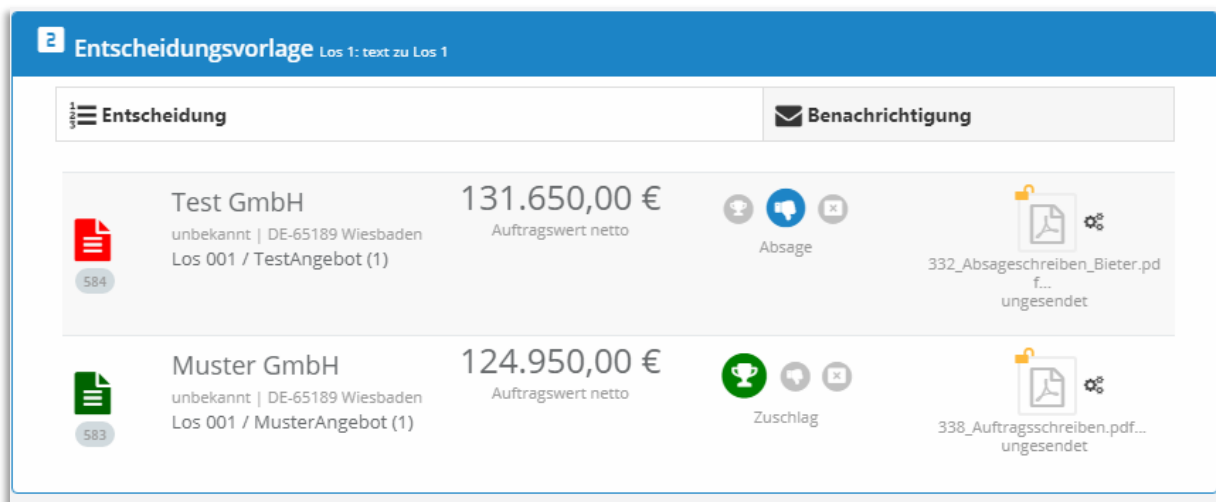 2 Entscheidungsvorlage Los 1: text zu Los 1
Entscheidung
Benachrichtigung
Test GmbH
unbekannt | DE-65189 Wiesbaden
Los 001 / TestAngebot (1)
584
131.650,00 €
Auftragswert netto
Absage
332_Absageschreiben_Bieter.pd
f...
ungesendet
Muster GmbH
unbekannt | DE-65189 Wiesbaden
Los 001 / MusterAngebot (1)
583
124.950,00 €
Auftragswert netto
Zuschlag
338_Auftragsschreiben.pdf...
ungesendet